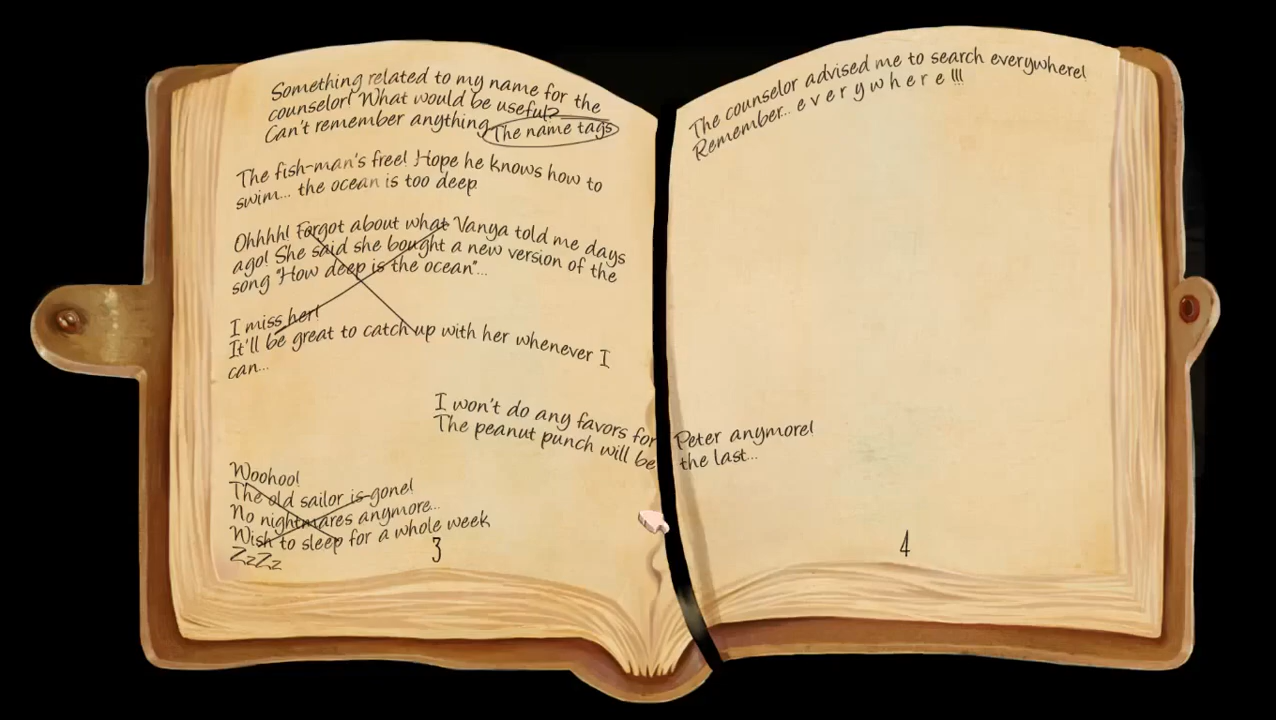 Something related to my name for the
counselor! What would be useful?
Can't remember anything The name tags
The fish-man's free! Hope he knows how to
swim... the ocean is too deep
Ohhhh! Forgot about what Vanya told me days
ago! She said she bought a new version of the
song "How deep is the ocean"...
I miss her!
It'll be great to catch up with her whenever I
can...
I won't do any favors for Peter anymore!
The peanut punch will be the last...
Woohoo!
The old sailor is gone!
No nightmares anymore...
Wish to sleep for a whole week
ZzZz
3
The counselor advised me to search everywhere!
Remember... e v e r y w h e r e !!!
4